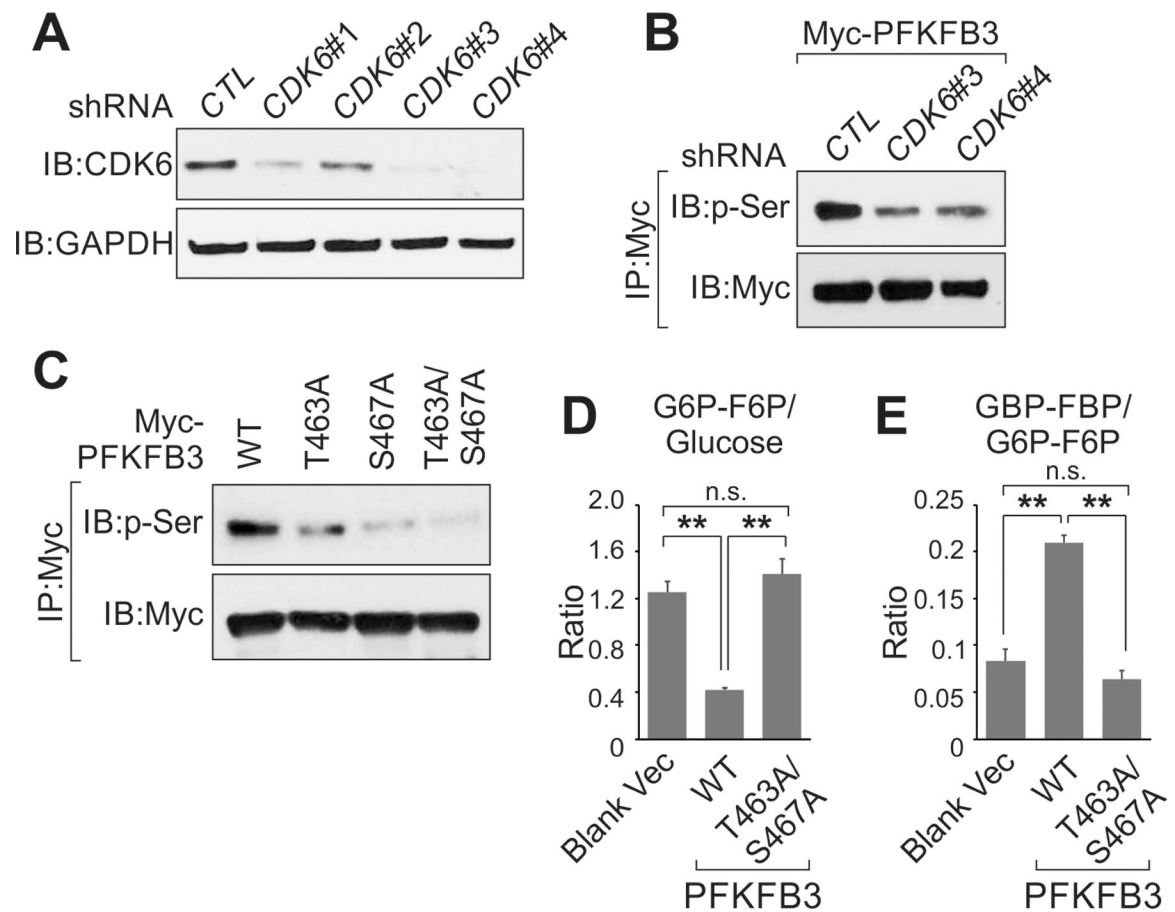 A
shRNA
CTL
CDK6#1
CDK6#2
CDK6#3
CDK6#4
IB:CDK6
IB:GAPDH
B
Myc-PFKFB3
shRNA
CTL
CDK6#3
CDK6#4
IP:Myc
IB:p-Ser
IB:Myc
C
Myc-
PFKFB3
WT
T463A
S467A
T463A/
S467A
IP:Myc
IB:p-Ser
IB:Myc
D
G6P-F6P/
Glucose
n.s.
** **
Ratio
2.0
1.6
1.2
0.8
0.4
0
Blank Vec
WT
T463A/
S467A
PFKFB3
E
GBP-FBP/
G6P-F6P
n.s.
** **
Ratio
0.25
0.2
0.15
0.1
0.05
0
Blank Vec
WT
T463A/
S467A
PFKFB3